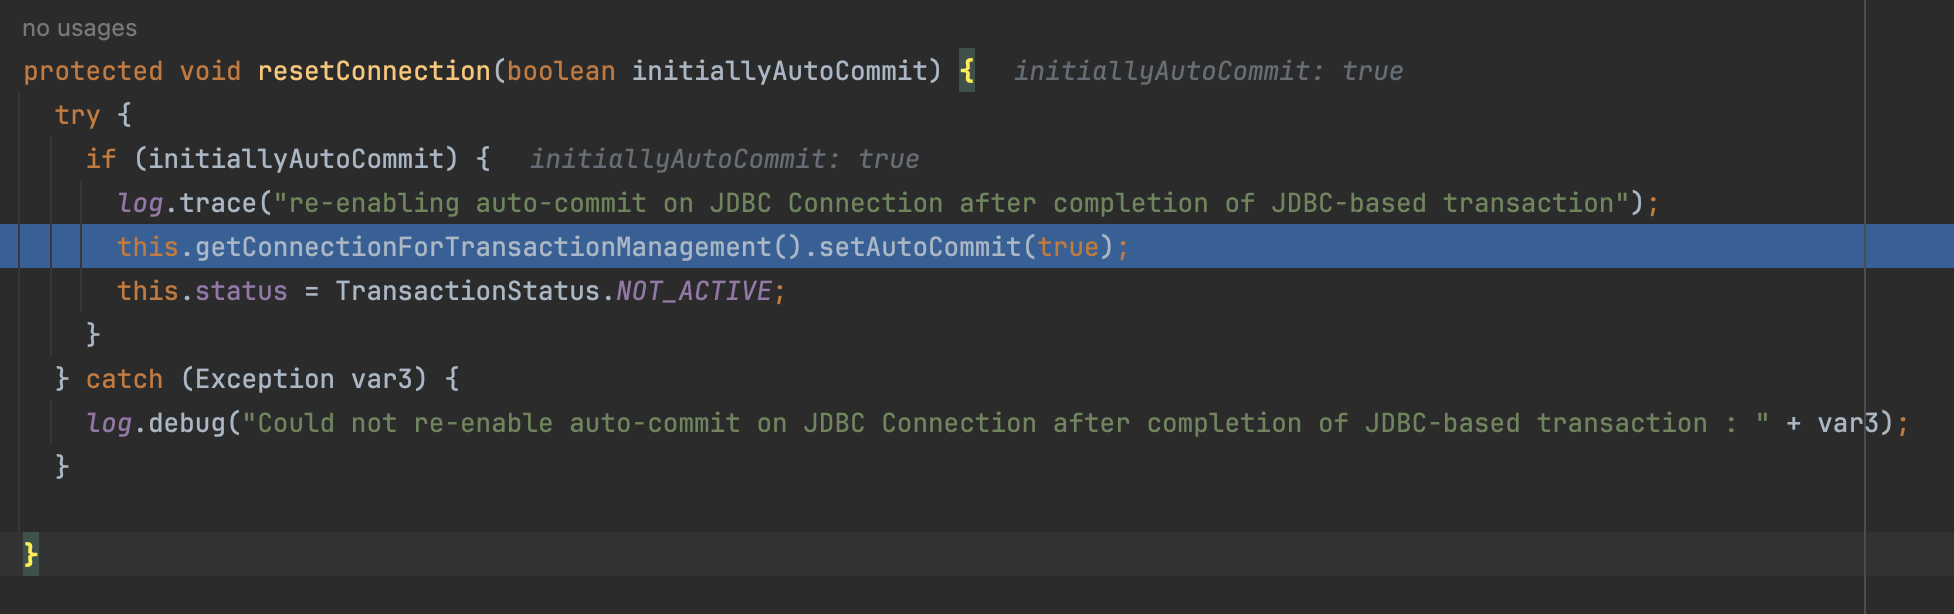 no usages
protected void resetConnection(boolean initiallyAutoCommit) { initiallyAutoCommit: true
try {
if (initiallyAutoCommit) { initiallyAutoCommit: true
log.trace("re-enabling auto-commit on JDBC Connection after completion of JDBC-based transaction");
this.getConnectionForTransactionManagement().setAutoCommit(true);
this.status = TransactionStatus.NOT_ACTIVE;
}
} catch (Exception var3) {
log.debug("Could not re-enable auto-commit on JDBC Connection after completion of JDBC-based transaction : " + var3);
}
}